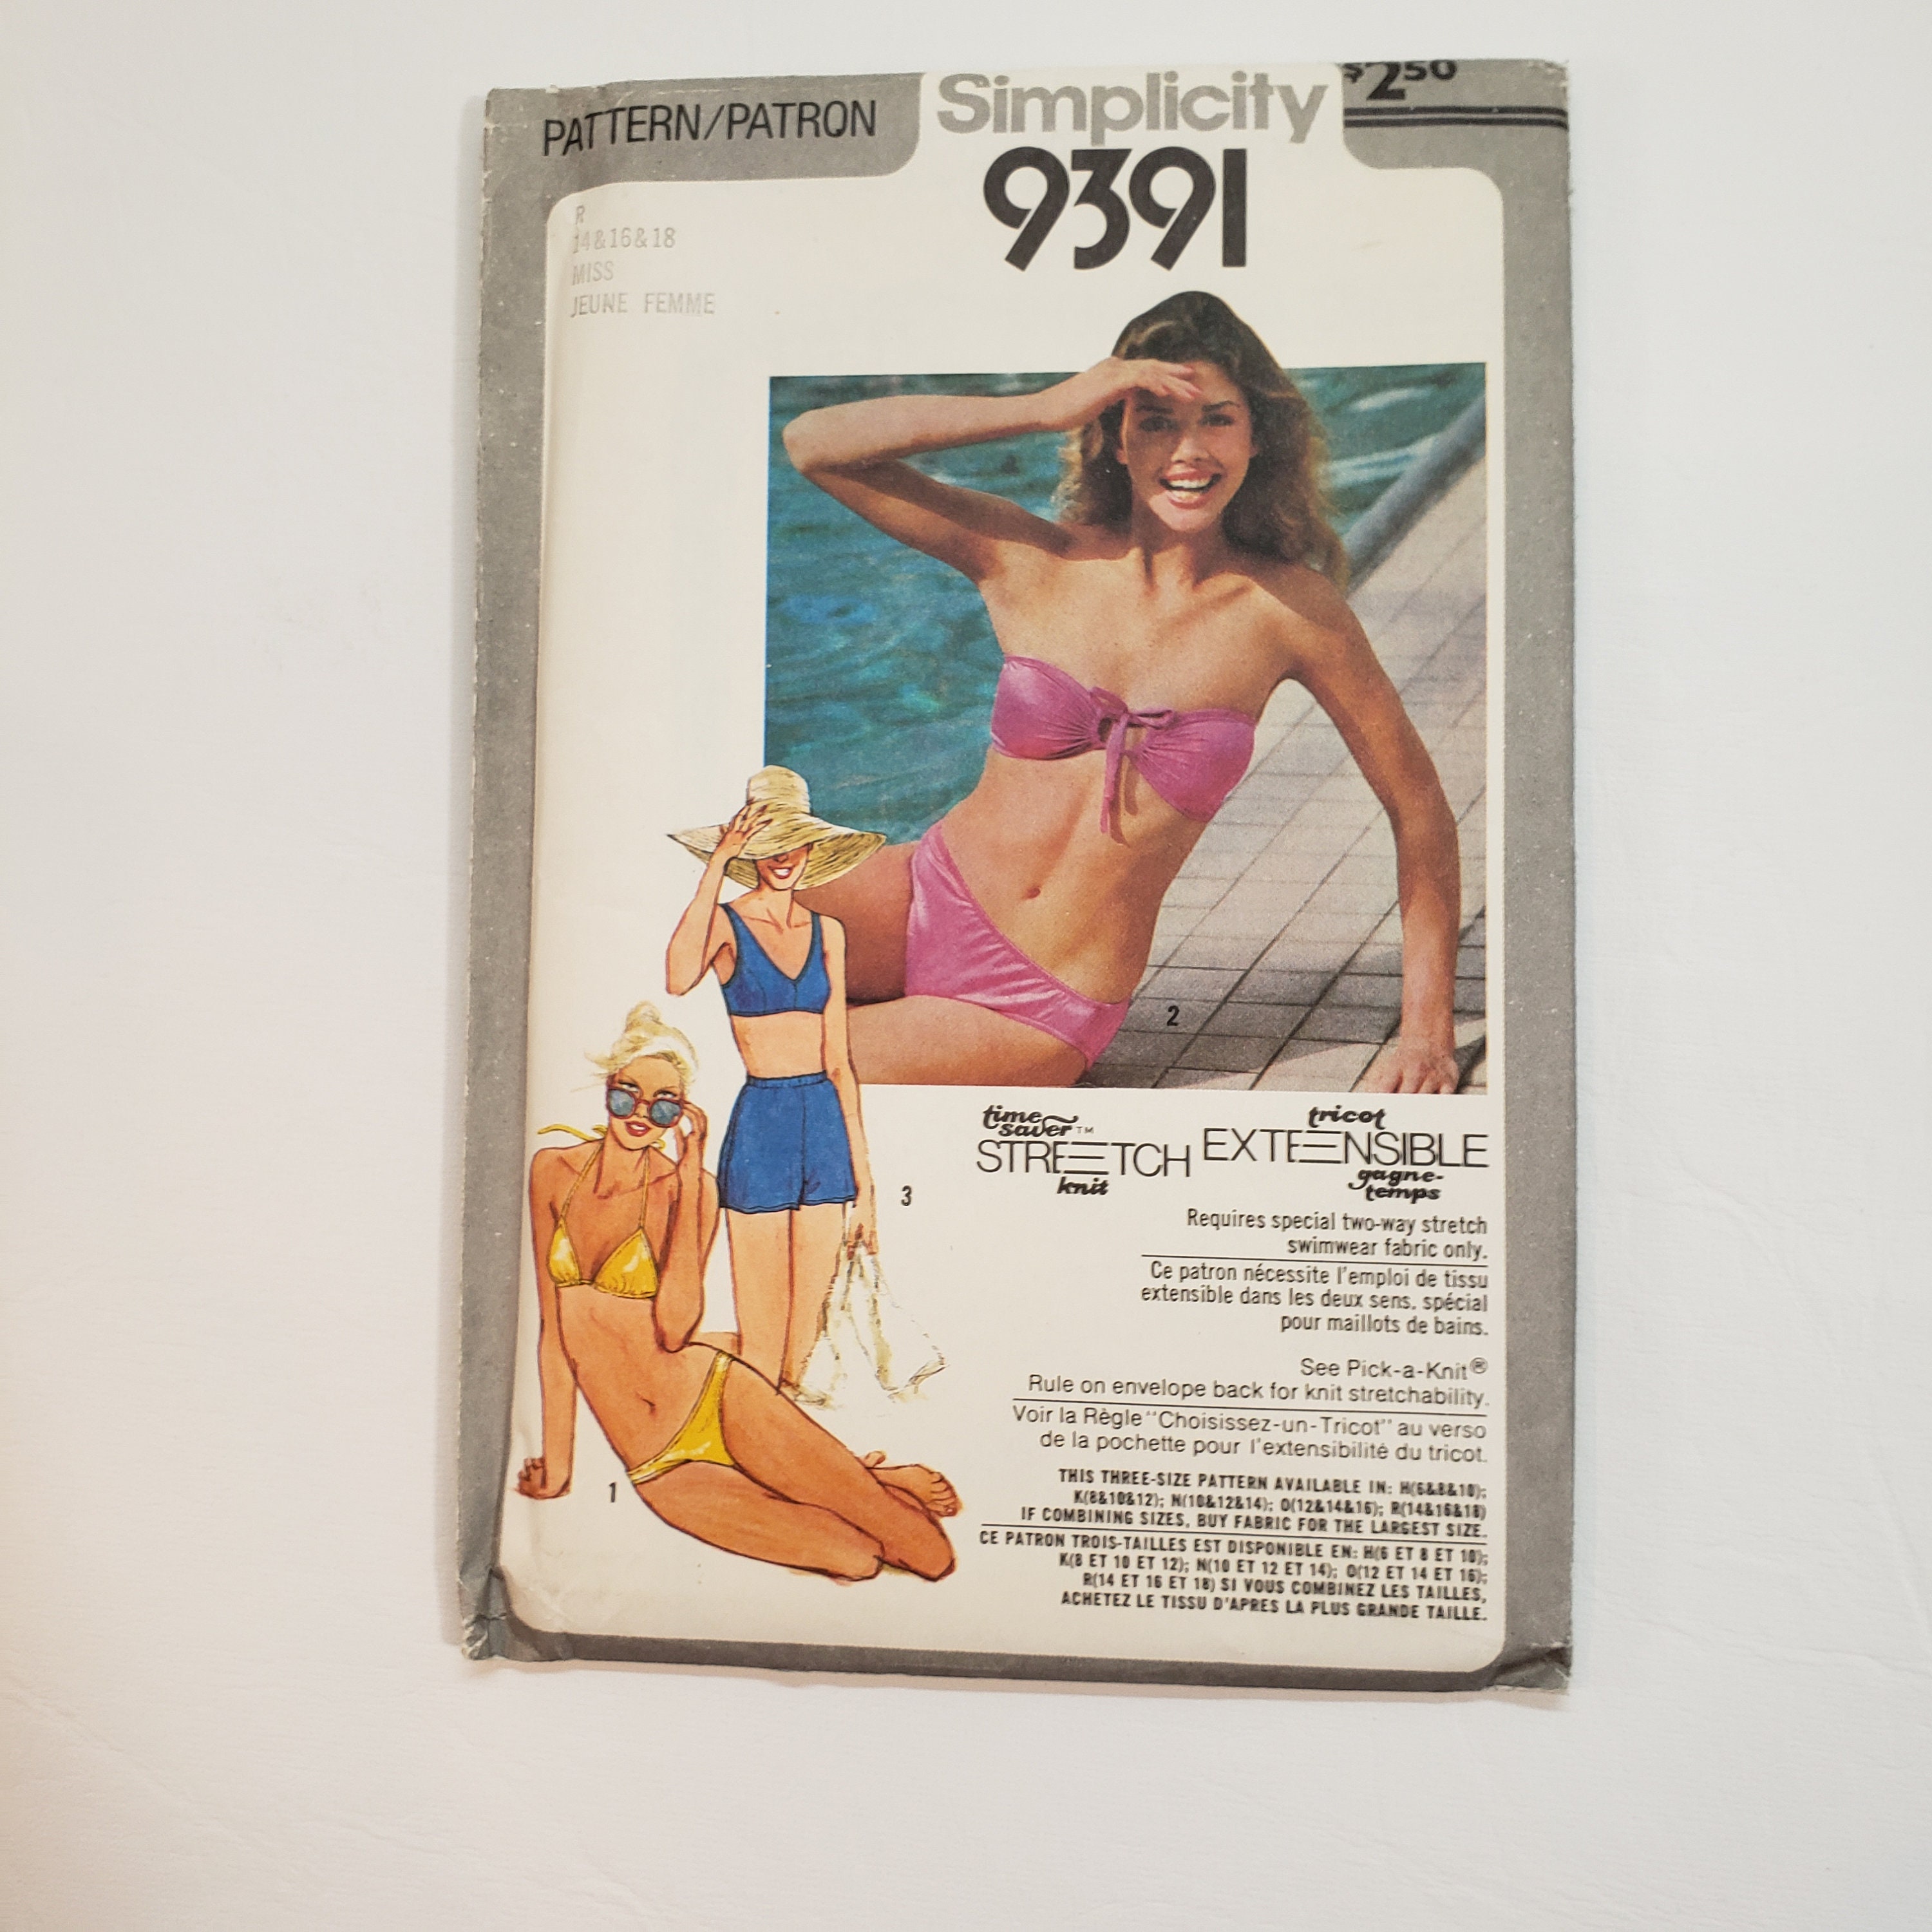 PATTERN/PATRON
Simplicity
$2.50
9391
R
14&16&18
MISS
JEUNE FEMME
2
3
1
time
saver™
STRETCH
knit
tricot
EXTENSIBLE
gagne-
temps
Requires special two-way stretch
swimwear fabric only.
Ce patron nécessite l'emploi de tissu
extensible dans les deux sens, spécial
pour maillots de bains.
See Pick-a-Knit®
Rule on envelope back for knit stretchability.
Voir la Règle "Choisissez-un-Tricot" au verso
de la pochette pour l'extensibilité du tricot.
THIS THREE-SIZE PATTERN AVAILABLE IN: H(6&8&10);
K(8&10&12); N(10&12&14); O(12&14&16); R(14&16&18)
IF COMBINING SIZES, BUY FABRIC FOR THE LARGEST SIZE.
CE PATRON TROIS-TAILLES EST DISPONIBLE EN: H(6 ET 8 ET 10);
K(8 ET 10 ET 12); N(10 ET 12 ET 14); O(12 ET 14 ET 16);
R(14 ET 16 ET 18) SI VOUS COMBINEZ LES TAILLES,
ACHETEZ LE TISSU D'APRES LA PLUS GRANDE TAILLE.